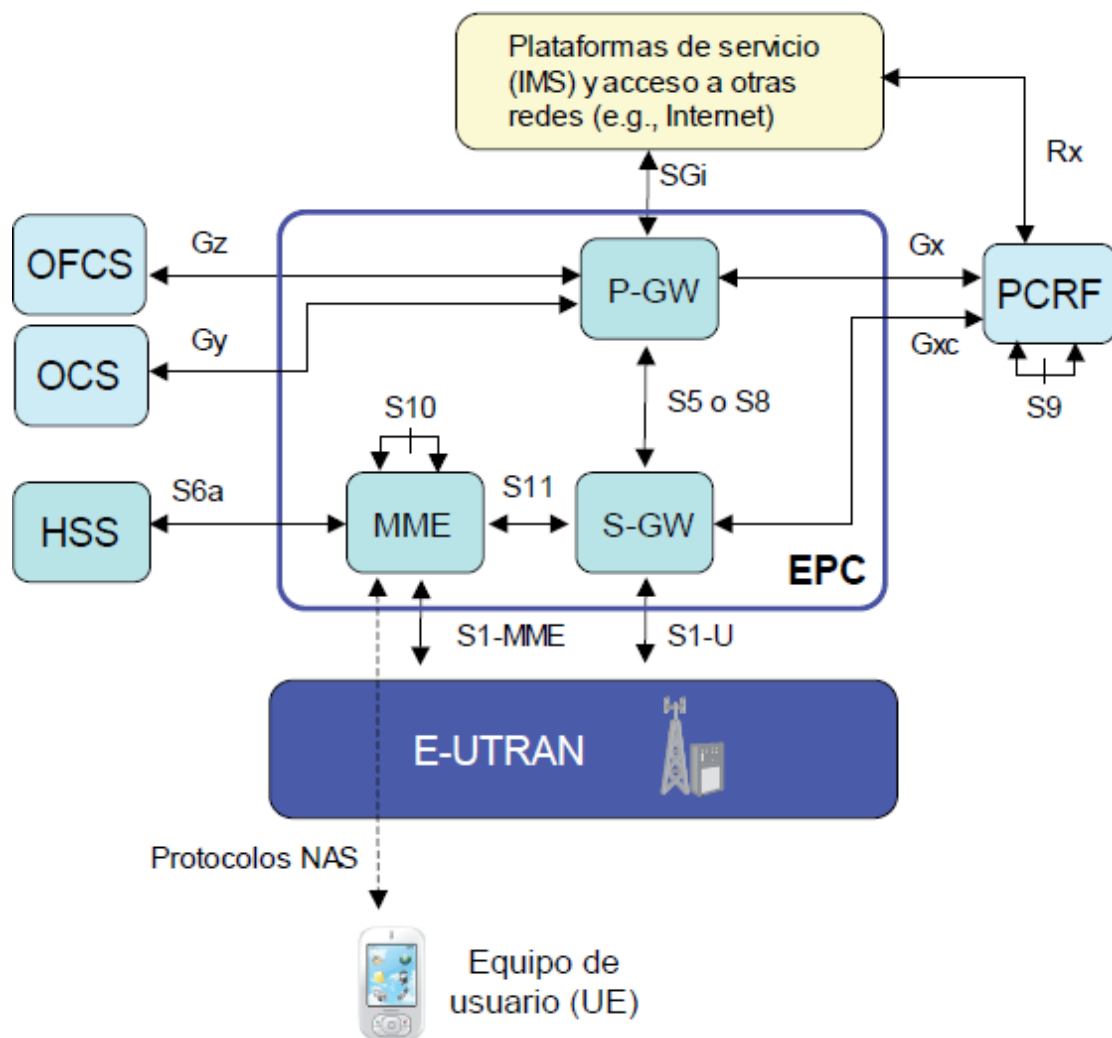 Plataformas de servicio
(IMS) y acceso a otras
redes (e.g., Internet)
SGi
Rx
OFCS
Gz
P-GW
Gx
PCRF
OCS
Gy
Gxc
S9
S10
S5 o S8
HSS
S6a
MME
S11
S-GW
EPC
S1-MME
S1-U
E-UTRAN
Protocolos NAS
Equipo de
usuario (UE)